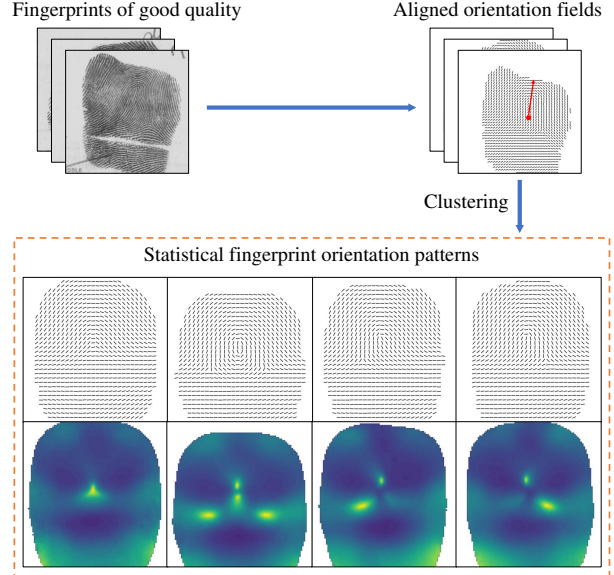 Fingerprints of good quality
Aligned orientation fields
Clustering
Statistical fingerprint orientation patterns